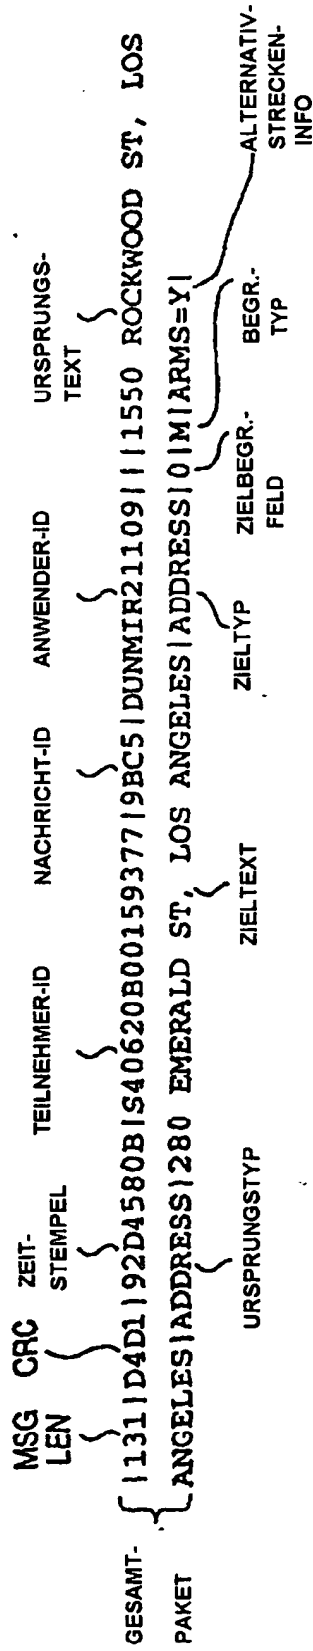 MSG LEN
CRC
ZEIT-
STEMPEL
TEILNEHMER-ID
NACHRICHT-ID
ANWENDER-ID
URSPRUNGS-
TEXT
GESAMT-
PAKET
|131|D4D1|92D4580B|S40620B00159377|9BC5|DUNMIR21109|||1550 ROCKWOOD ST, LOS
ANGELES|ADDRESS|280 EMERALD ST, LOS ANGELES|ADDRESS|0|M|ARMS=Y|
URSPRUNGSTYP
ZIELTEXT
ZIELTYP
ZIELBEGR.-
FELD
BEGR.-
TYP
ALTERNATIV-
STRECKEN-
INFO